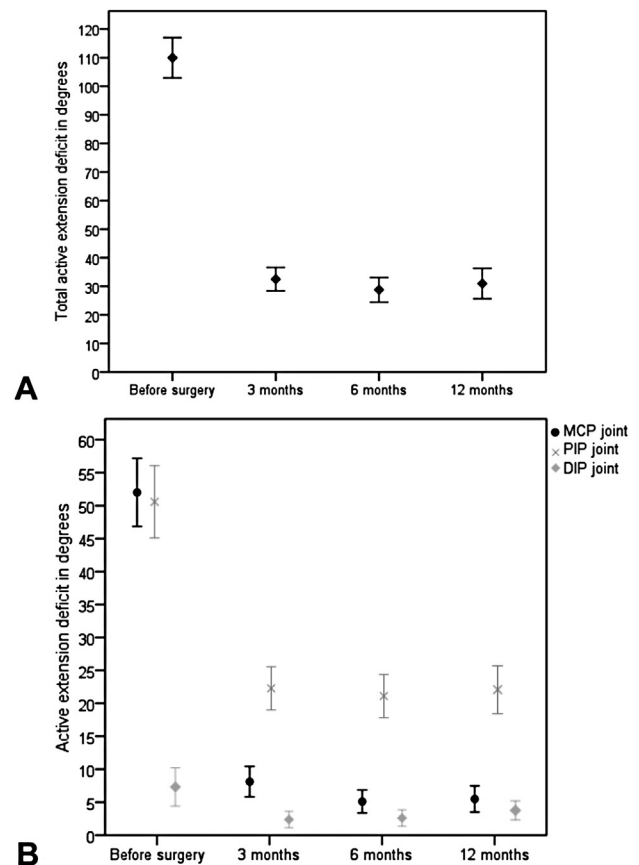 Total active extension deficit in degrees
120
110
100
90
80
70
60
50
40
30
20
10
0
Before surgery 3 months 6 months 12 months
A
Active extension deficit in degrees
60
55
50
45
40
35
30
25
20
15
10
5
0
Before surgery 3 months 6 months 12 months
MCP joint
PIP joint
DIP joint
B